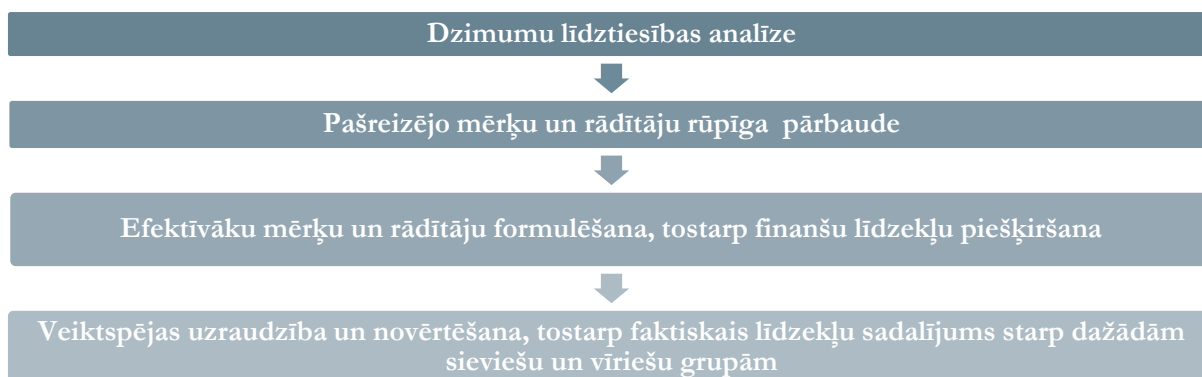 Dzimumu līdztiesības analīze
Pašreizējo mērķu un rādītāju rūpīga pārbaude
Efektīvāku mērķu un rādītāju formulēšana, tostarp finanšu līdzekļu piešķiršana
Veiktspējas uzraudzība un novērtēšana, tostarp faktiskais līdzekļu sadalījums starp dažādām
sieviešu un vīriešu grupām